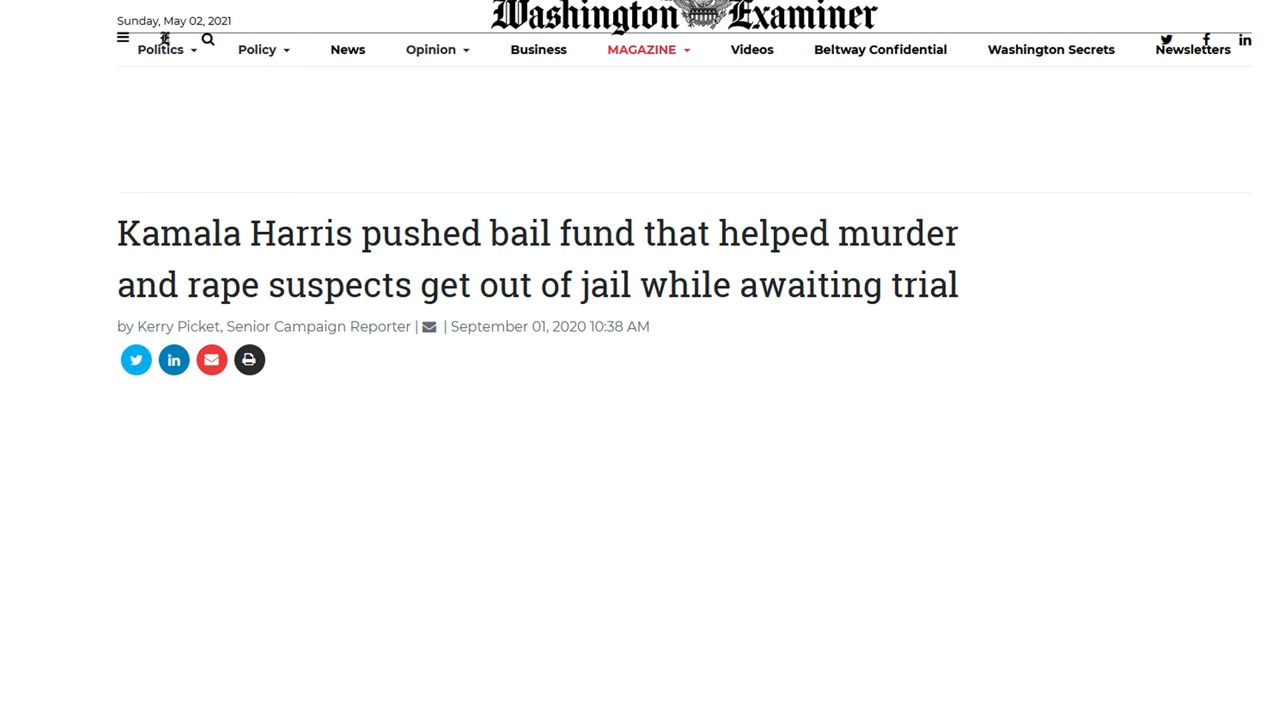 Washington Examiner
Sunday, May 02, 2021
E
Politics Policy News Opinion Business MAGAZINE Videos Beltway Confidential Washington Secrets Newsletters
Kamala Harris pushed bail fund that helped murder
and rape suspects get out of jail while awaiting trial
by Kerry Picket, Senior Campaign Reporter | | September 01, 2020 10:38 AM